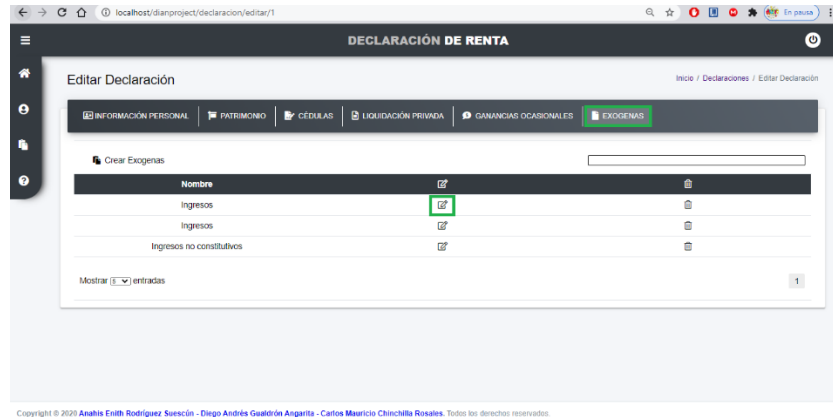 localhost/dianproject/declaracion/editar/1
En pausa
DECLARACIÓN DE RENTA
Editar Declaración
Inicio / Declaraciones / Editar Declaración
INFORMACIÓN PERSONAL PATRIMONIO CÉDULAS LIQUIDACIÓN PRIVADA GANANCIAS OCASIONALES EXOGENAS
Crear Exogenas
Nombre
Ingresos
Ingresos
Ingresos no constitutivos
Mostrar 5 entradas
1
Copyright © 2020 Anahis Enith Rodríguez Suescún - Diego Andrés Gualdrón Angarita - Carlos Mauricio Chinchilla Rosales. Todos los derechos reservados.